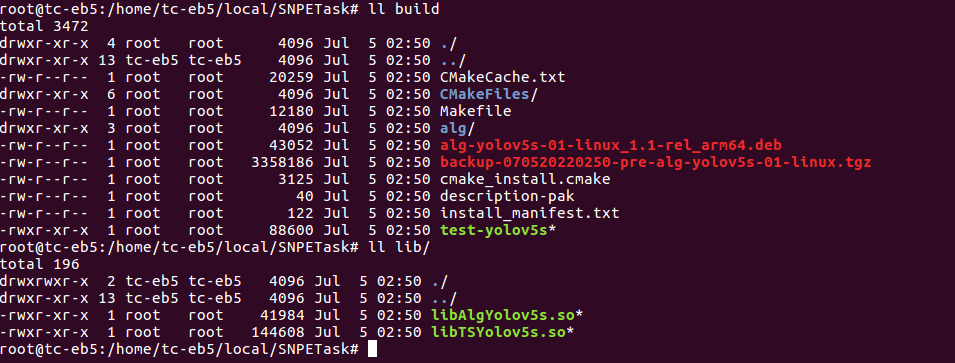 root@tc-eb5:/home/tc-eb5/local/SNPETask# ll build
total 3472
drwxr-xr-x  4 root   root      4096 Jul  5 02:50 ./
drwxr-xr-x 13 tc-eb5 tc-eb5    4096 Jul  5 02:50 ../
-rw-r--r--  1 root   root     20259 Jul  5 02:50 CMakeCache.txt
drwxr-xr-x  6 root   root      4096 Jul  5 02:50 CMakeFiles/
-rw-r--r--  1 root   root     12180 Jul  5 02:50 Makefile
drwxr-xr-x  3 root   root      4096 Jul  5 02:50 alg/
-rw-r--r--  1 root   root     43052 Jul  5 02:50 alg-yolov5s-01-linux_1.1-rel_arm64.deb
-rw-r--r--  1 root   root   3358186 Jul  5 02:50 backup-070520220250-pre-alg-yolov5s-01-linux.tgz
-rw-r--r--  1 root   root      3125 Jul  5 02:50 cmake_install.cmake
-rw-r--r--  1 root   root        40 Jul  5 02:50 description-pak
-rw-r--r--  1 root   root       122 Jul  5 02:50 install_manifest.txt
-rwxr-xr-x  1 root   root     88600 Jul  5 02:50 test-yolov5s*
root@tc-eb5:/home/tc-eb5/local/SNPETask# ll lib/
total 196
drwxrwxr-x  2 tc-eb5 tc-eb5   4096 Jul  5 02:50 ./
drwxr-xr-x 13 tc-eb5 tc-eb5   4096 Jul  5 02:50 ../
-rwxr-xr-x  1 root   root    41984 Jul  5 02:50 libAlgYolov5s.so*
-rwxr-xr-x  1 root   root   144608 Jul  5 02:50 libTSYolov5s.so*
root@tc-eb5:/home/tc-eb5/local/SNPETask#